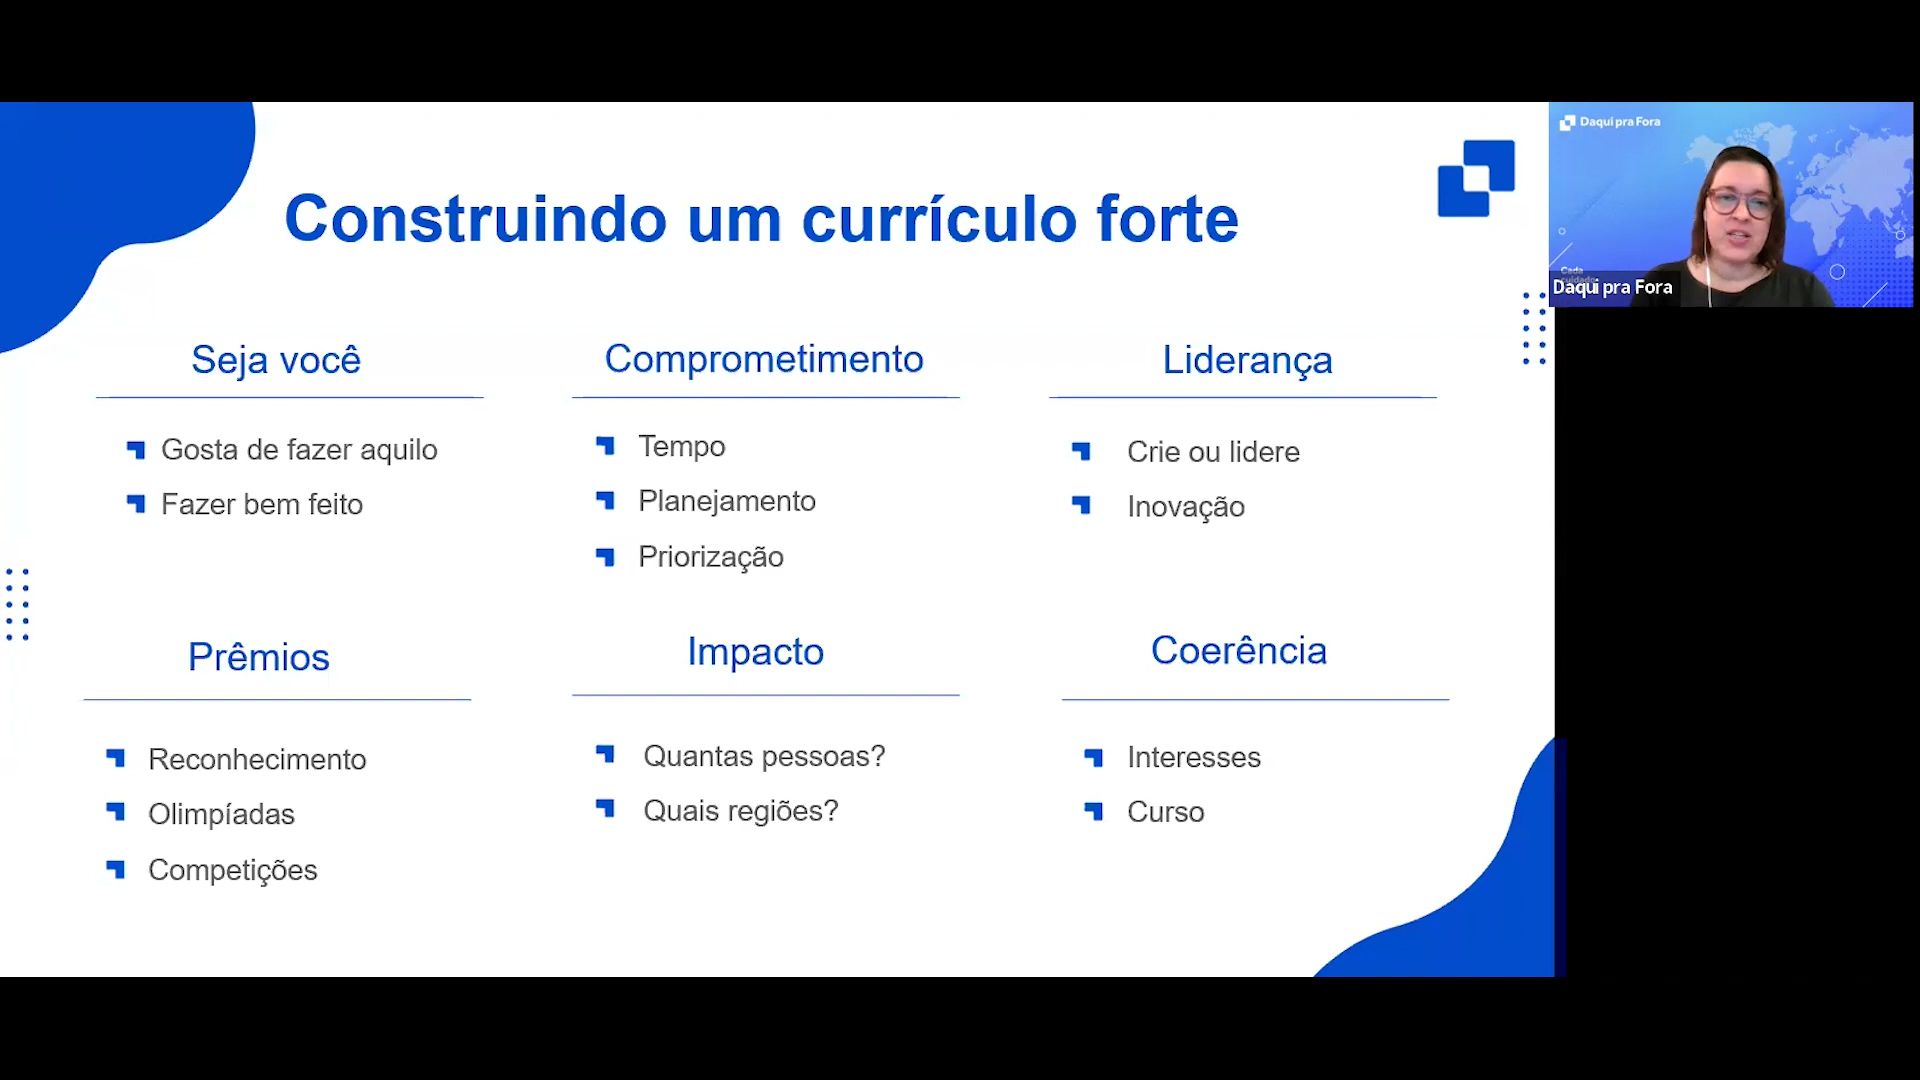 Construindo um currículo forte
Seja você
Gosta de fazer aquilo
Fazer bem feito
Comprometimento
Tempo
Planejamento
Priorização
Liderança
Crie ou lidere
Inovação
Prêmios
Reconhecimento
Olimpíadas
Competições
Impacto
Quantas pessoas?
Quais regiões?
Coerência
Interesses
Curso
Daqui pra Fora
Cada
cuidado
Daqui pra Fora